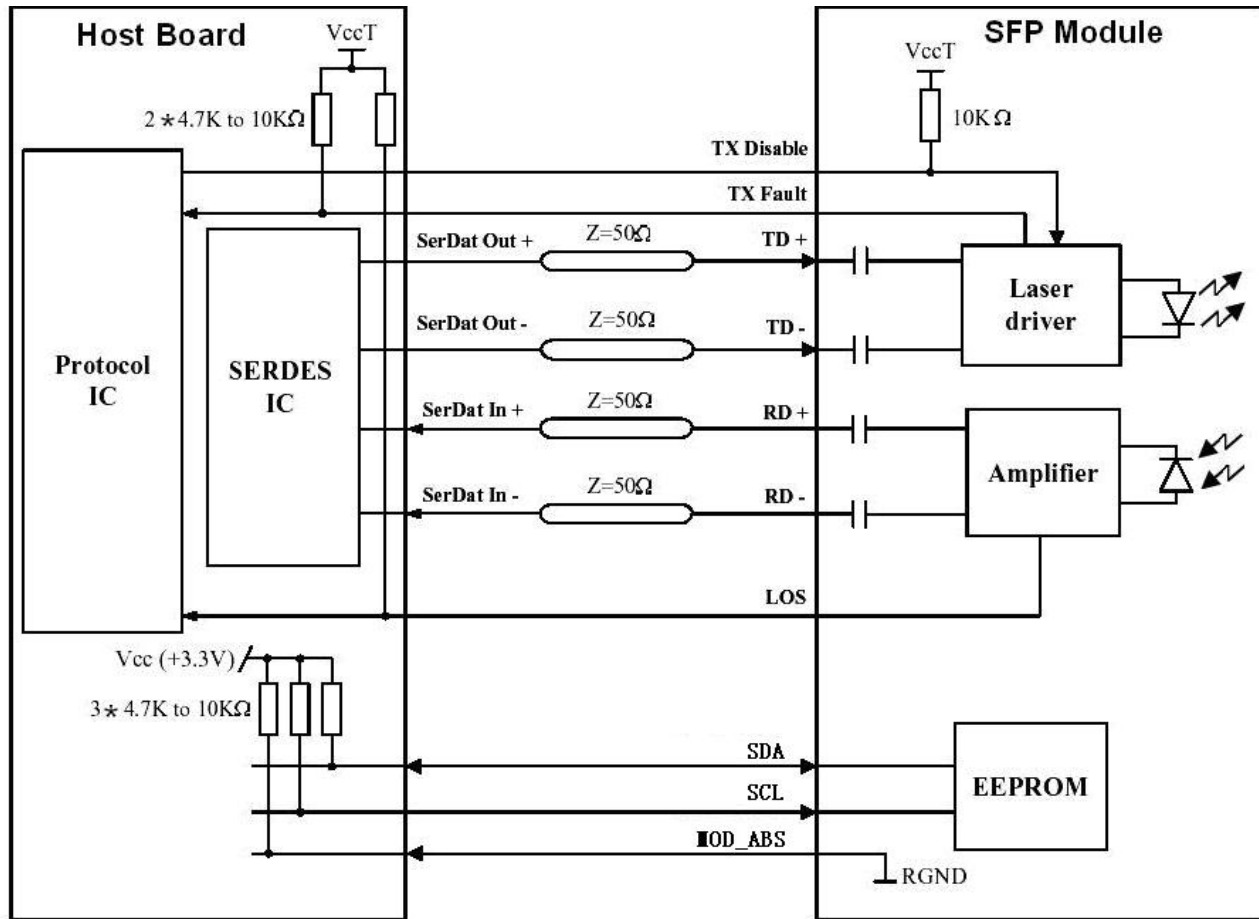 Host Board
SFP Module
VccT
VccT
2*4.7K to 10KΩ
10KΩ
TX Disable
TX Fault
SerDat Out +
Z=50Ω
TD +
Laser
driver
SerDat Out -
Z=50Ω
TD -
Protocol
IC
SERDES
IC
SerDat In +
Z=50Ω
RD +
Amplifier
SerDat In -
Z=50Ω
RD -
LOS
Vcc (+3.3V)
3*4.7K to 10KΩ
SDA
SCL
EEPROM
MOD_ABS
RGND